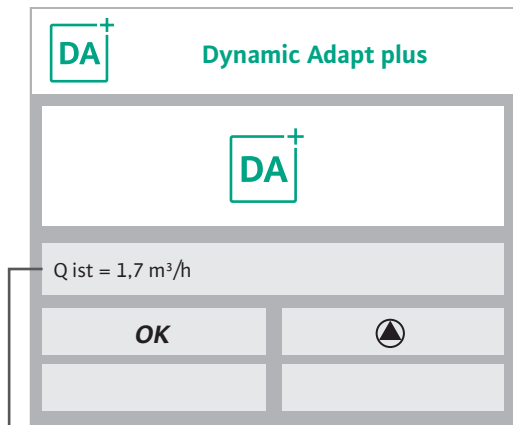 DA+
Dynamic Adapt plus
DA+
Q ist = 1,7 m³/h
OK